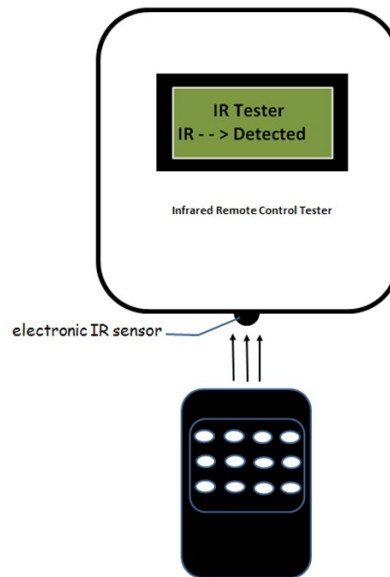 IR Tester
IR - - > Detected
Infrared Remote Control Tester
electronic IR sensor